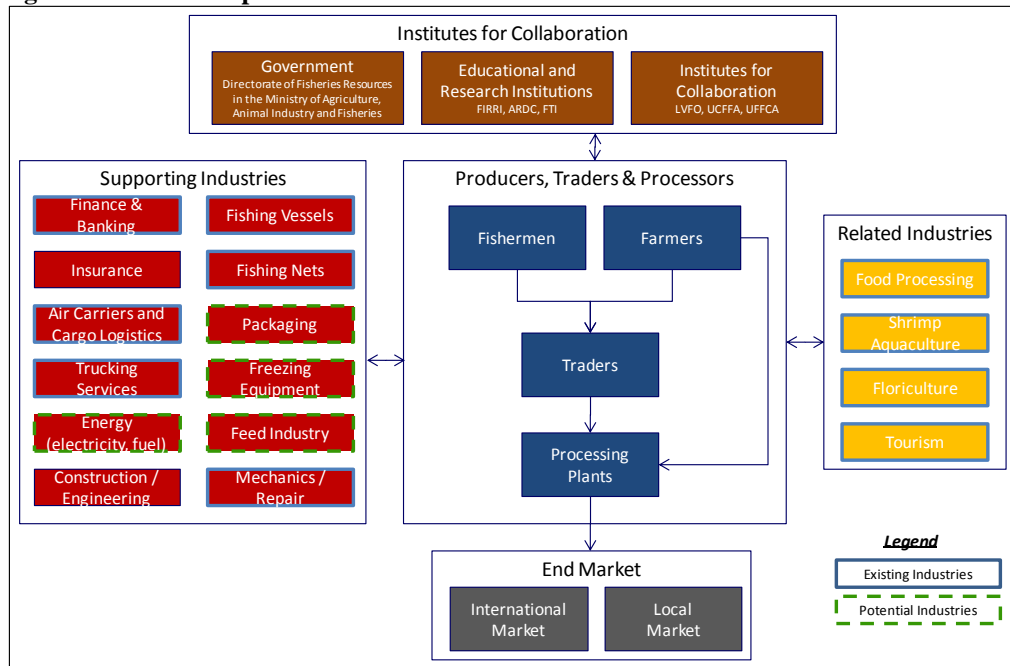 Institutes for Collaboration
Government
Directorate of Fisheries Resources
in the Ministry of Agriculture,
Animal Industry and Fisheries
Educational and
Research Institutions
FIRRI, ARDC, FTI
Institutes for
Collaboration
LVFO, UCFFA, UFFCA
Supporting Industries
Finance &
Banking
Fishing Vessels
Insurance
Fishing Nets
Air Carriers and
Cargo Logistics
Packaging
Trucking
Services
Freezing
Equipment
Energy
(electricity, fuel)
Feed Industry
Construction /
Engineering
Mechanics /
Repair
Producers, Traders & Processors
Fishermen
Farmers
Traders
Processing
Plants
Related Industries
Food Processing
Shrimp
Aquaculture
Floriculture
Tourism
End Market
International
Market
Local
Market
Legend
Existing Industries
Potential Industries